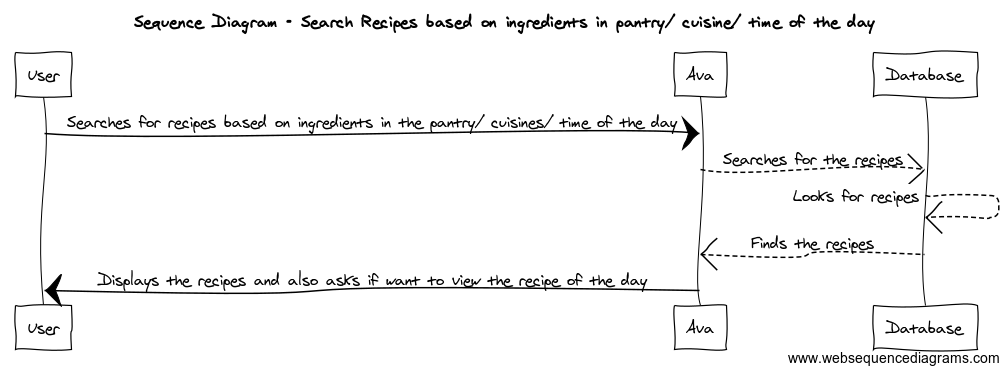 Sequence Diagram - Search Recipes based on ingredients in pantry/ cuisine/ time of the day
User
Ava
Database
Searches for recipes based on ingredients in the pantry/ cuisines/ time of the day
Searches for the recipes
Looks for recipes
Finds the recipes
Displays the recipes and also asks if want to view the recipe of the day
User
Ava
Database
www.websequencediagrams.com